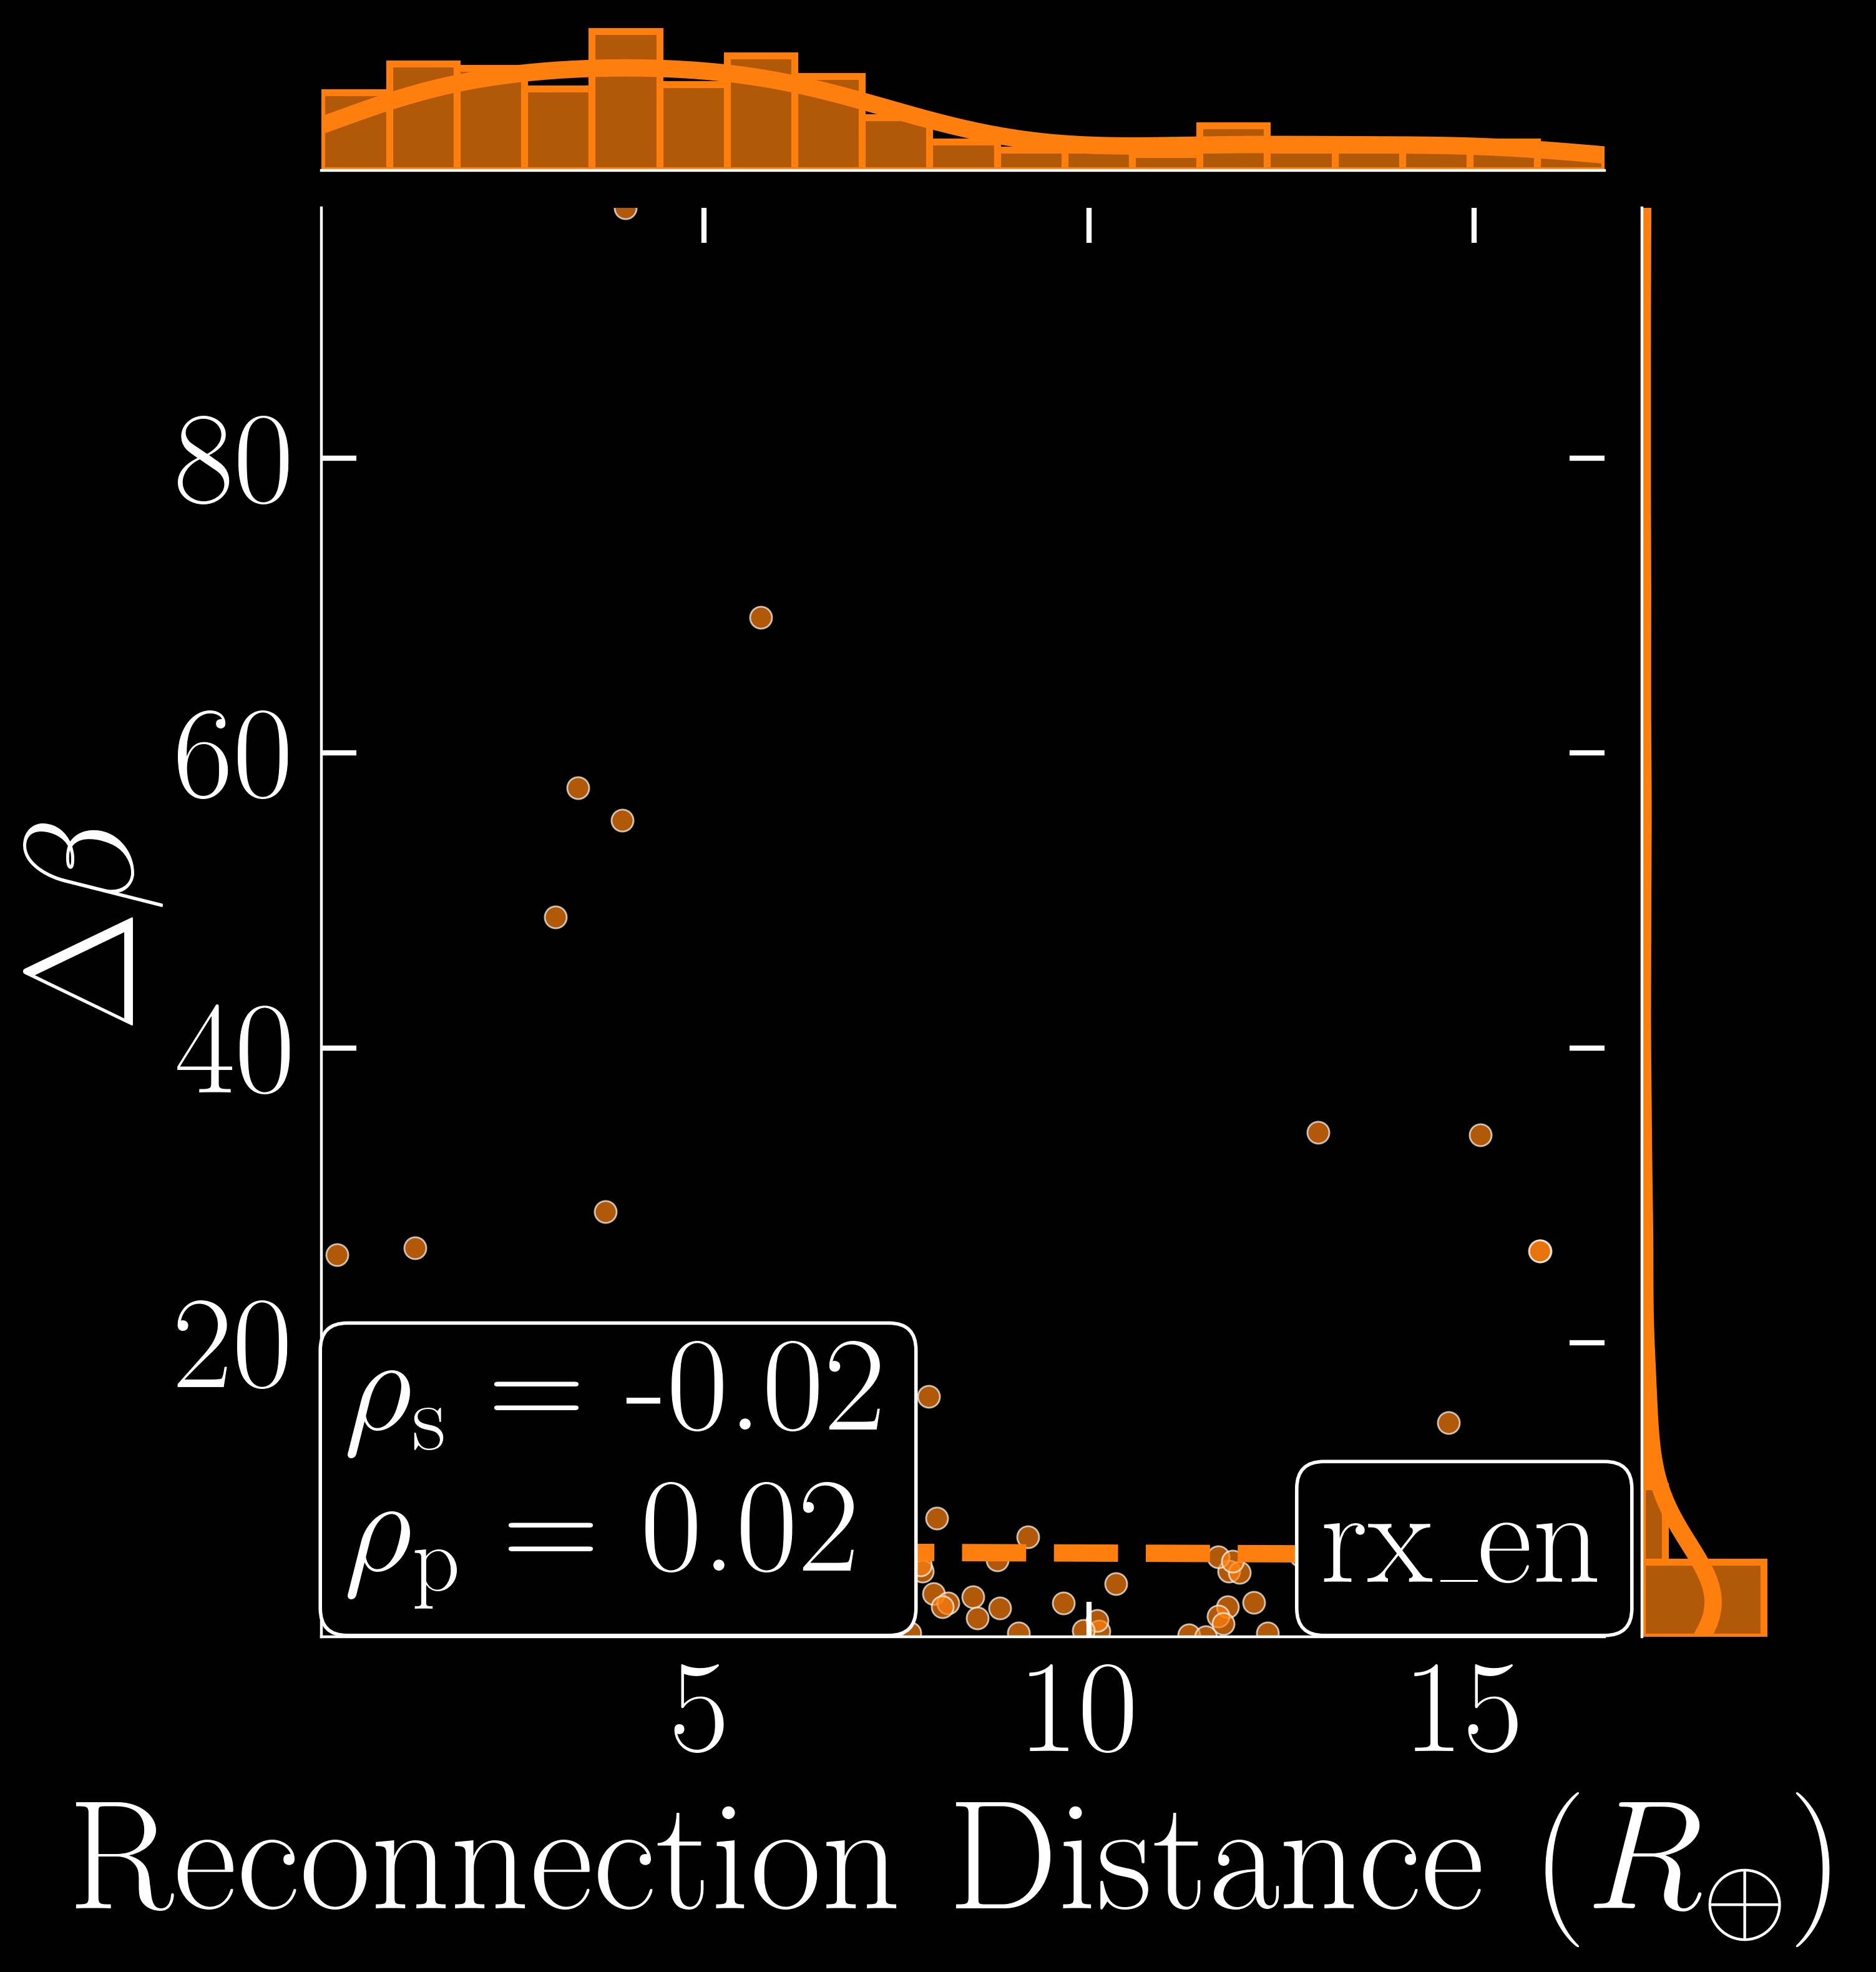 80
60
40
20
Δβ
ρs = -0.02
ρp = 0.02
rx_en
5 10 15
Reconnection Distance (R⊕)